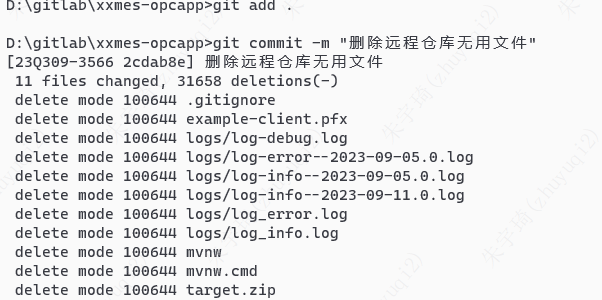 D:\gitlab\xxmes-opcapp>git add .
D:\gitlab\xxmes-opcapp>git commit -m "删除远程仓库无用文件"
[23Q309-3566 2cdab8e] 删除远程仓库无用文件
11 files changed, 31658 deletions(-)
delete mode 100644 .gitignore
delete mode 100644 example-client.pfx
delete mode 100644 logs/log-debug.log
delete mode 100644 logs/log-error--2023-09-05.0.log
delete mode 100644 logs/log-info--2023-09-05.0.log
delete mode 100644 logs/log-info--2023-09-11.0.log
delete mode 100644 logs/log_error.log
delete mode 100644 logs/log_info.log
delete mode 100644 mvnw
delete mode 100644 mvnw.cmd
delete mode 100644 target.zip